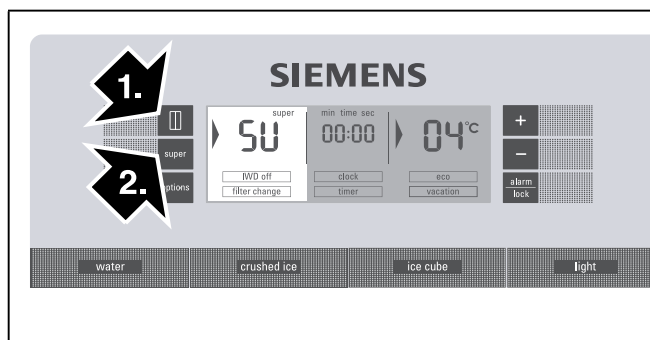 1.
SIEMENS
super
min time sec
SU
00:00
04°C
+
super
–
IWD off
clock
eco
2.
ptions
filter change
timer
vacation
alarm
lock
water
crushed ice
ice cube
light